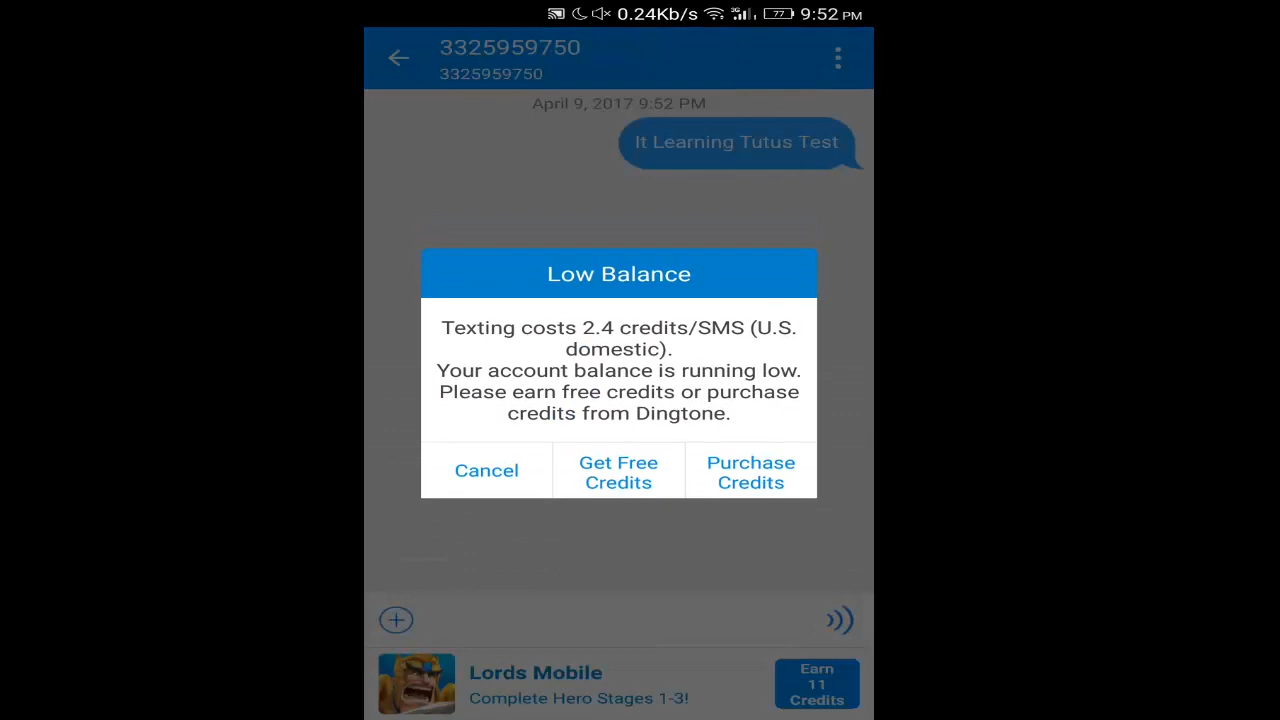 0.24Kb/s 3G 77 9:52 PM
3325959750
3325959750
April 9, 2017 9:52 PM
It Learning Tutus Test
Low Balance
Texting costs 2.4 credits/SMS (U.S.
domestic).
Your account balance is running low.
Please earn free credits or purchase
credits from Dingtone.
Cancel
Get Free
Credits
Purchase
Credits
Lords Mobile
Complete Hero Stages 1-3!
Earn
11
Credits